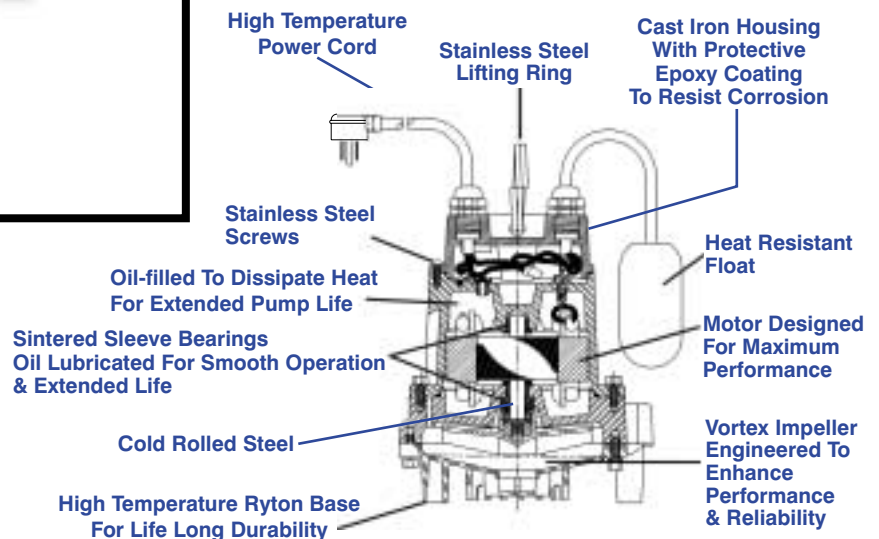 High Temperature
Power Cord
Stainless Steel
Lifting Ring
Cast Iron Housing
With Protective
Epoxy Coating
To Resist Corrosion
Stainless Steel
Screws
Heat Resistant
Float
Oil-filled To Dissipate Heat
For Extended Pump Life
Sintered Sleeve Bearings
Oil Lubricated For Smooth Operation
& Extended Life
Motor Designed
For Maximum
Performance
Cold Rolled Steel
Vortex Impeller
Engineered To
Enhance
Performance
& Reliability
High Temperature Ryton Base
For Life Long Durability